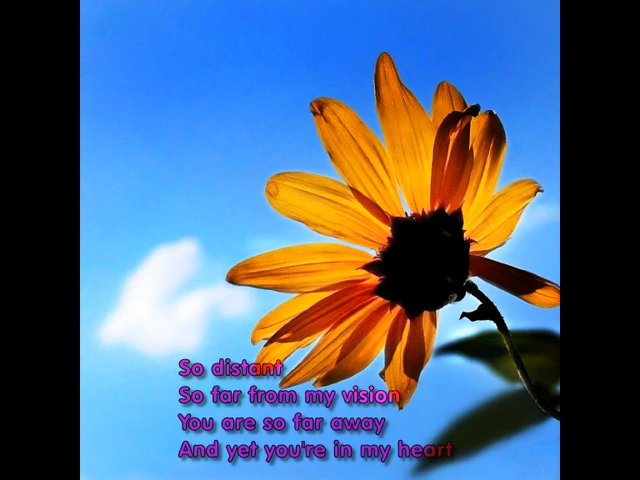 So distant
So far from my vision
You are so far away
And yet you're in my heart